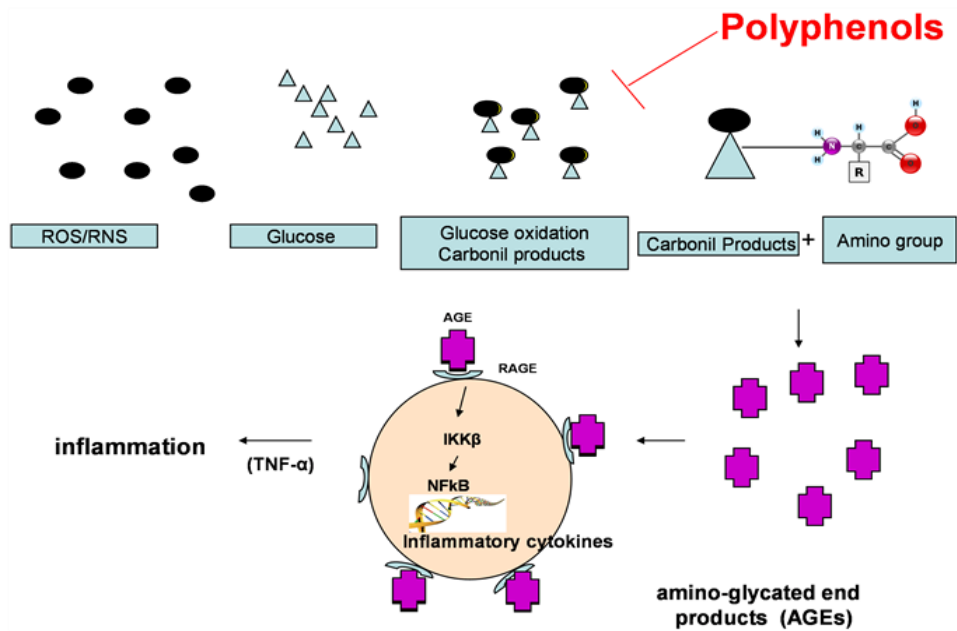 Polyphenols
H
H
H
H
N
C
C
O
O
R
ROS/RNS
Glucose
Glucose oxidation
Carbonil products
Carbonil Products
+
Amino group
AGE
RAGE
IKKβ
NFkB
Inflammatory cytokines
inflammation
(TNF-α)
amino-glycated end
products (AGEs)